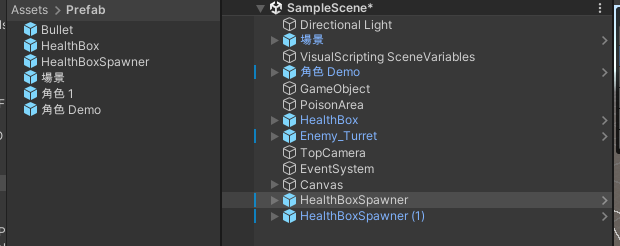 Assets > Prefab
Bullet
HealthBox
HealthBoxSpawner
場景
角色 1
角色 Demo
SampleScene*
Directional Light
場景
VisualScripting SceneVariables
角色 Demo
GameObject
PoisonArea
HealthBox
Enemy_Turret
TopCamera
EventSystem
Canvas
HealthBoxSpawner
HealthBoxSpawner (1)